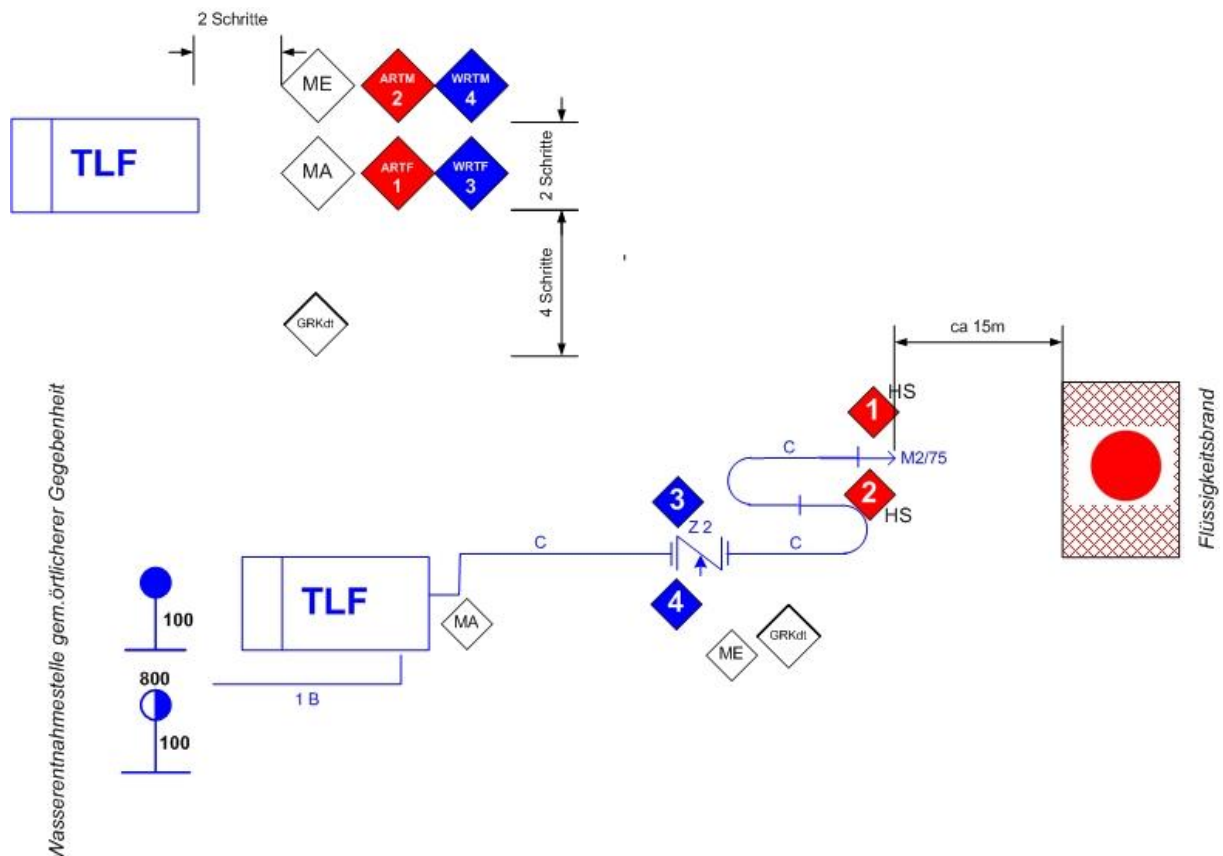 2 Schritte
ME
ARTM
2
WRTM
4
TLF
MA
ARTF
1
WRTF
3
2 Schritte
4 Schritte
GRKdt
ca 15m
Wasserentnahmestelle gem.örtlicherer Gegebenheit
1
HS
C
M2/75
2
HS
3
Z 2
C
C
4
Flüssigkeitsbrand
TLF
MA
GRKdt
ME
100
800
1 B
100